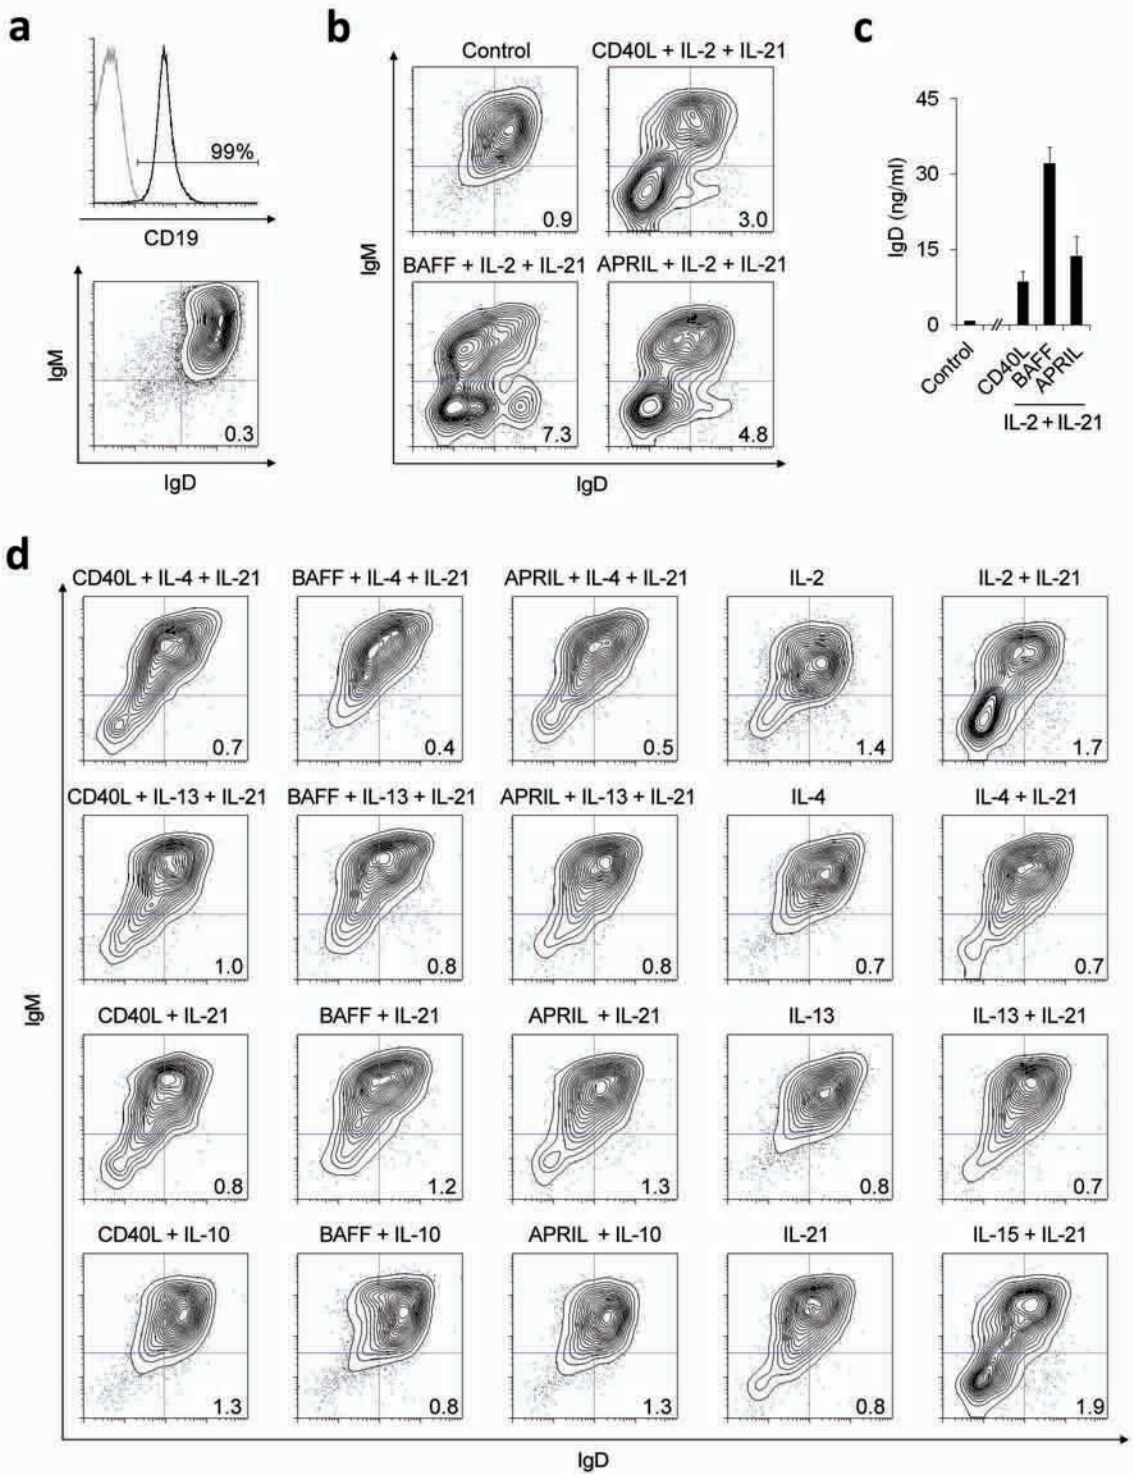 a
99%
CD19
IgM
0.3
IgD
b
Control
CD40L + IL-2 + IL-21
0.9
3.0
BAFF + IL-2 + IL-21
APRIL + IL-2 + IL-21
IgM
7.3
4.8
IgD
c
45
30
15
0
IgD (ng/ml)
Control
CD40L
BAFF
APRIL
IL-2 + IL-21
d
CD40L + IL-4 + IL-21
BAFF + IL-4 + IL-21
APRIL + IL-4 + IL-21
IL-2
IL-2 + IL-21
0.7
0.4
0.5
1.4
1.7
CD40L + IL-13 + IL-21
BAFF + IL-13 + IL-21
APRIL + IL-13 + IL-21
IL-4
IL-4 + IL-21
1.0
0.8
0.8
0.7
0.7
IgM
CD40L + IL-21
BAFF + IL-21
APRIL + IL-21
IL-13
IL-13 + IL-21
0.8
1.2
1.3
0.8
0.7
CD40L + IL-10
BAFF + IL-10
APRIL + IL-10
IL-21
IL-15 + IL-21
1.3
0.8
1.3
0.8
1.9
IgD